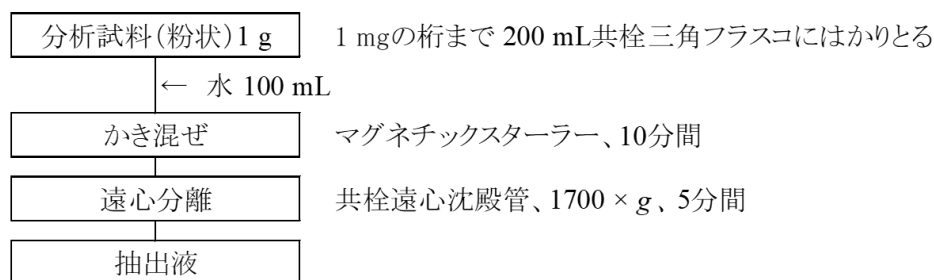 分析試料(粉状)1 g 1 mgの桁まで 200 mL共栓三角フラスコにはかりとる
← 水 100 mL
かき混ぜ マグネチックスターラー、10分間
遠心分離 共栓遠心沈殿管、1700 × g 、5分間
抽出液